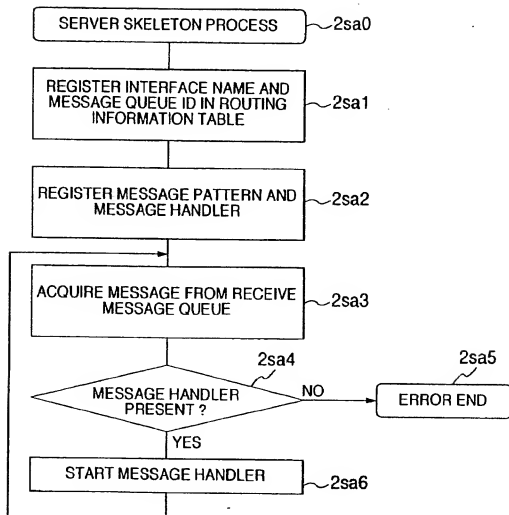 SERVER SKELETON PROCESS
2sa0
REGISTER INTERFACE NAME AND
MESSAGE QUEUE ID IN ROUTING
INFORMATION TABLE
2sa1
REGISTER MESSAGE PATTERN AND
MESSAGE HANDLER
2sa2
ACQUIRE MESSAGE FROM RECEIVE
MESSAGE QUEUE
2sa3
2sa4
MESSAGE HANDLER
PRESENT ?
NO
2sa5
ERROR END
YES
START MESSAGE HANDLER
2sa6